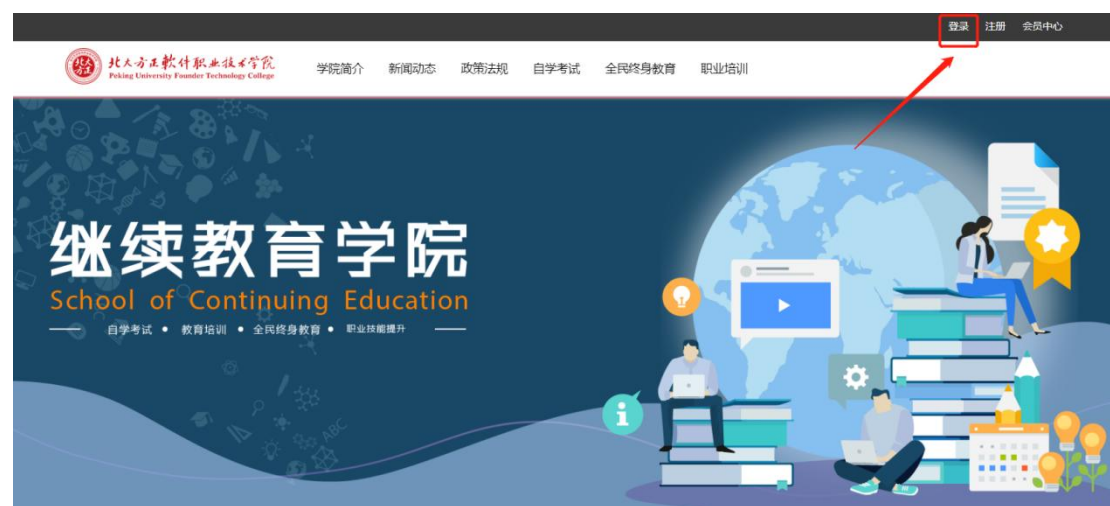 登录 注册 会员中心
北大方正软件职业技术学院
Peking University Founder Technology College
学院简介 新闻动态 政策法规 自学考试 全民终身教育 职业培训
继续教育学院
School of Continuing Education
自学考试 • 教育培训 • 全民终身教育 • 职业技能提升
ABC